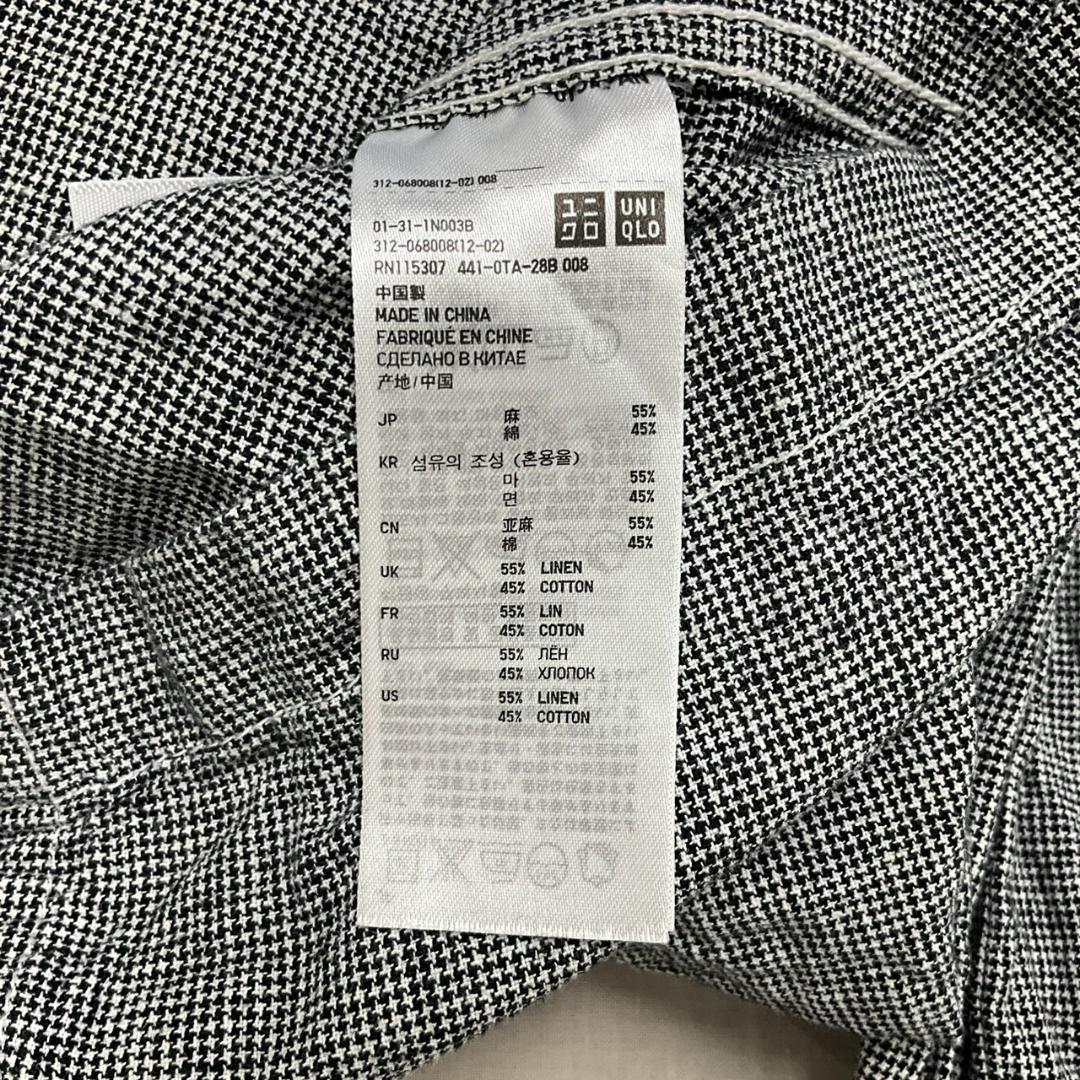 312-068008(12-02) 008
ユニクロ UNIQLO
01-31-1N003B
312-068008(12-02)
RN115307 441-0TA-28B 008
中国製
MADE IN CHINA
FABRIQUÉ EN CHINE
СДЕЛАНО В КИТАЕ
产地/中国
JP 麻 55%
綿 45%
KR 섬유의 조성 (혼용율)
마 55%
면 45%
CN 亚麻 55%
棉 45%
UK 55% LINEN
45% COTTON
FR 55% LIN
45% COTON
RU 55% ЛЁН
45% ХЛОПОК
US 55% LINEN
45% COTTON